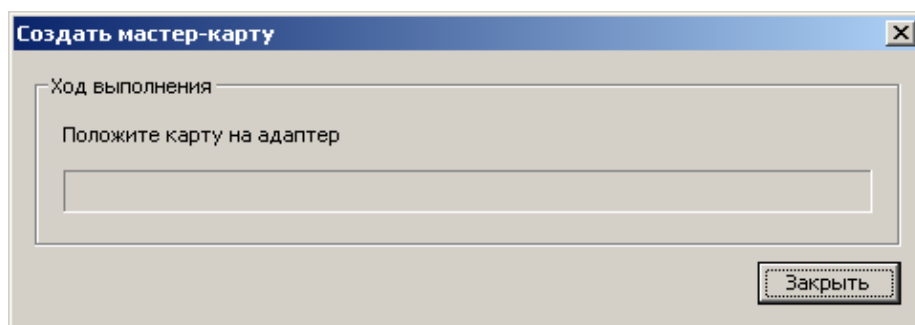 Создать мастер-карту
Ход выполнения
Положите карту на адаптер
Закрыть